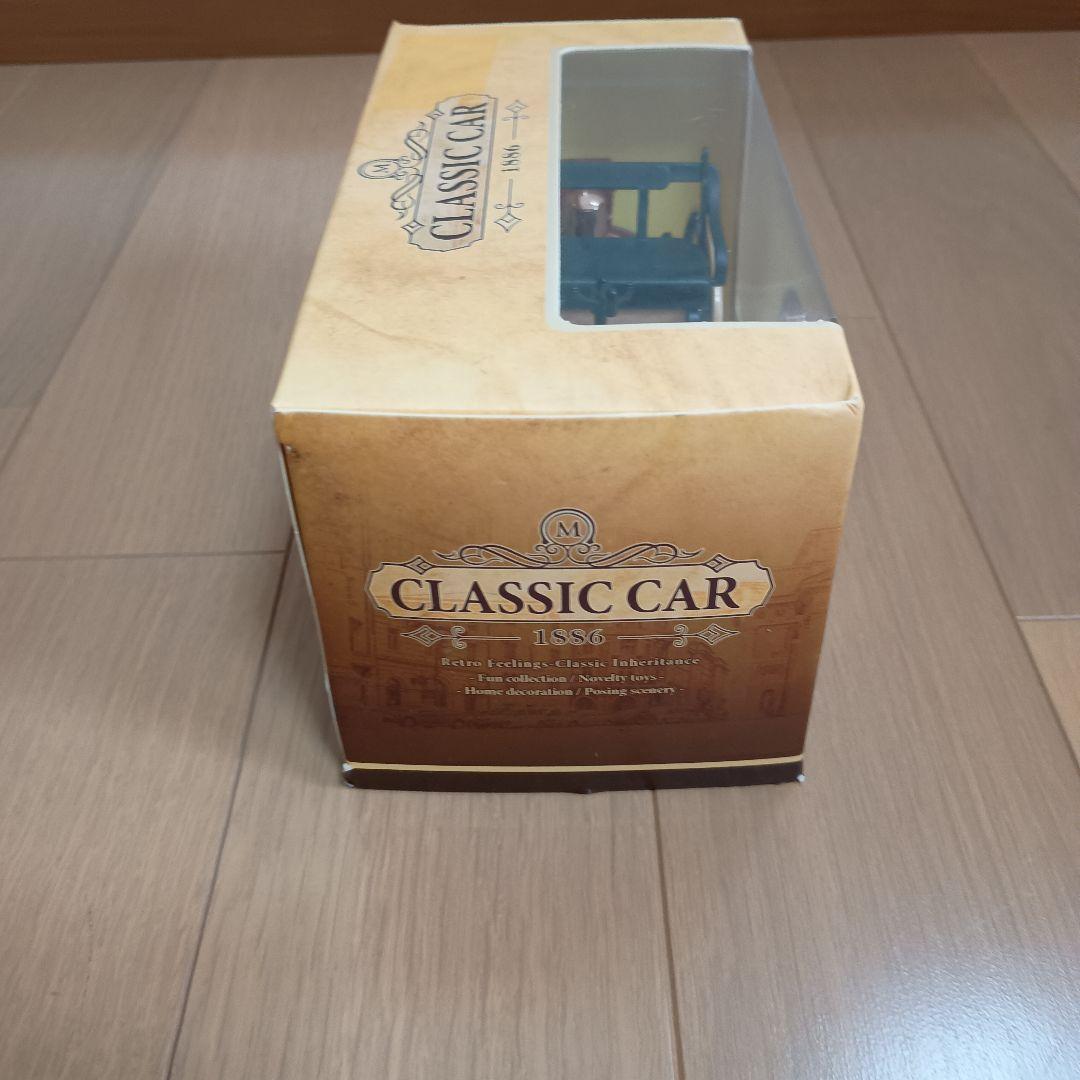 M
CLASSIC CAR
1886
M
CLASSIC CAR
1886
Retro Feelings-Classic Inheritance
- Fun collection / Novelty toys -
- Home decoration / Posing scenery -